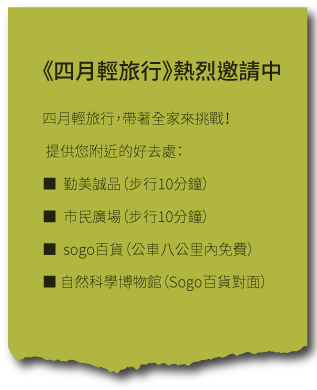 《四月輕旅行》熱烈邀請中
四月輕旅行，帶著全家來挑戰！
提供您附近的好去處：
■ 勤美誠品（步行10分鐘）
■ 市民廣場（步行10分鐘）
■ sogo百貨（公車八公里內免費）
■ 自然科學博物館（Sogo百貨對面）